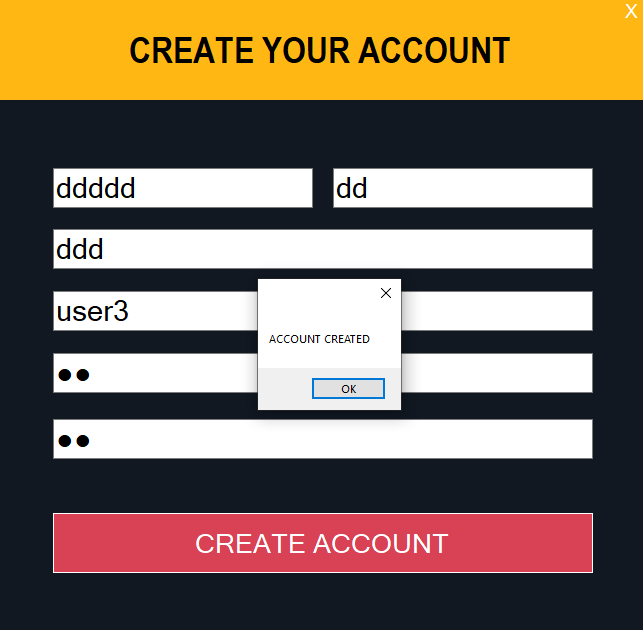 X
CREATE YOUR ACCOUNT
ddddd dd
ddd
user3
ACCOUNT CREATED
●●
OK
●●
CREATE ACCOUNT